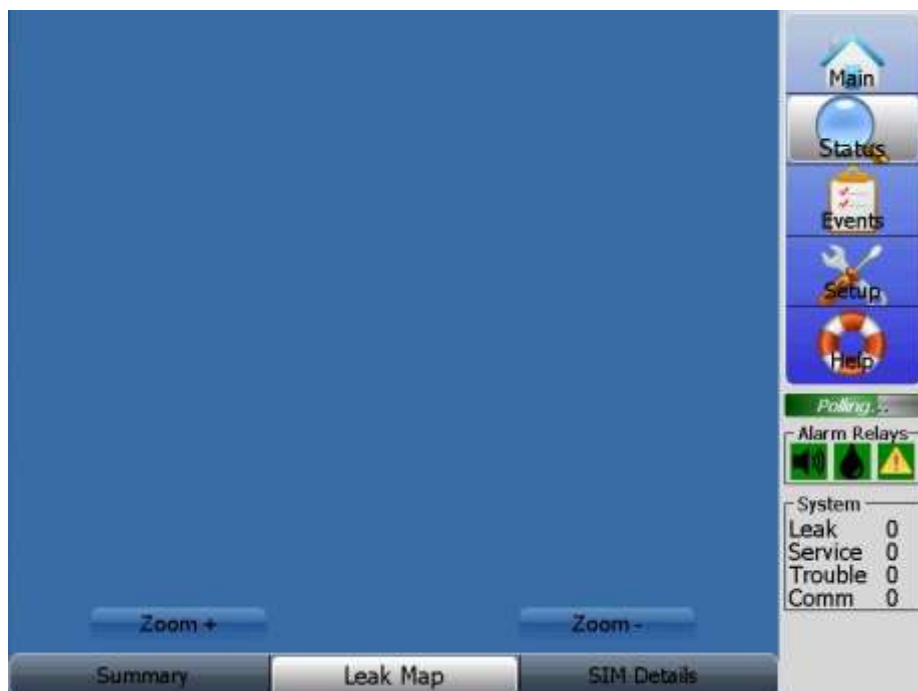 Main
Status
Events
Setup
Help
Polling...
Alarm Relays
System
Leak 0
Service 0
Trouble 0
Comm 0
Zoom + Zoom -
Summary Leak Map SIM Details